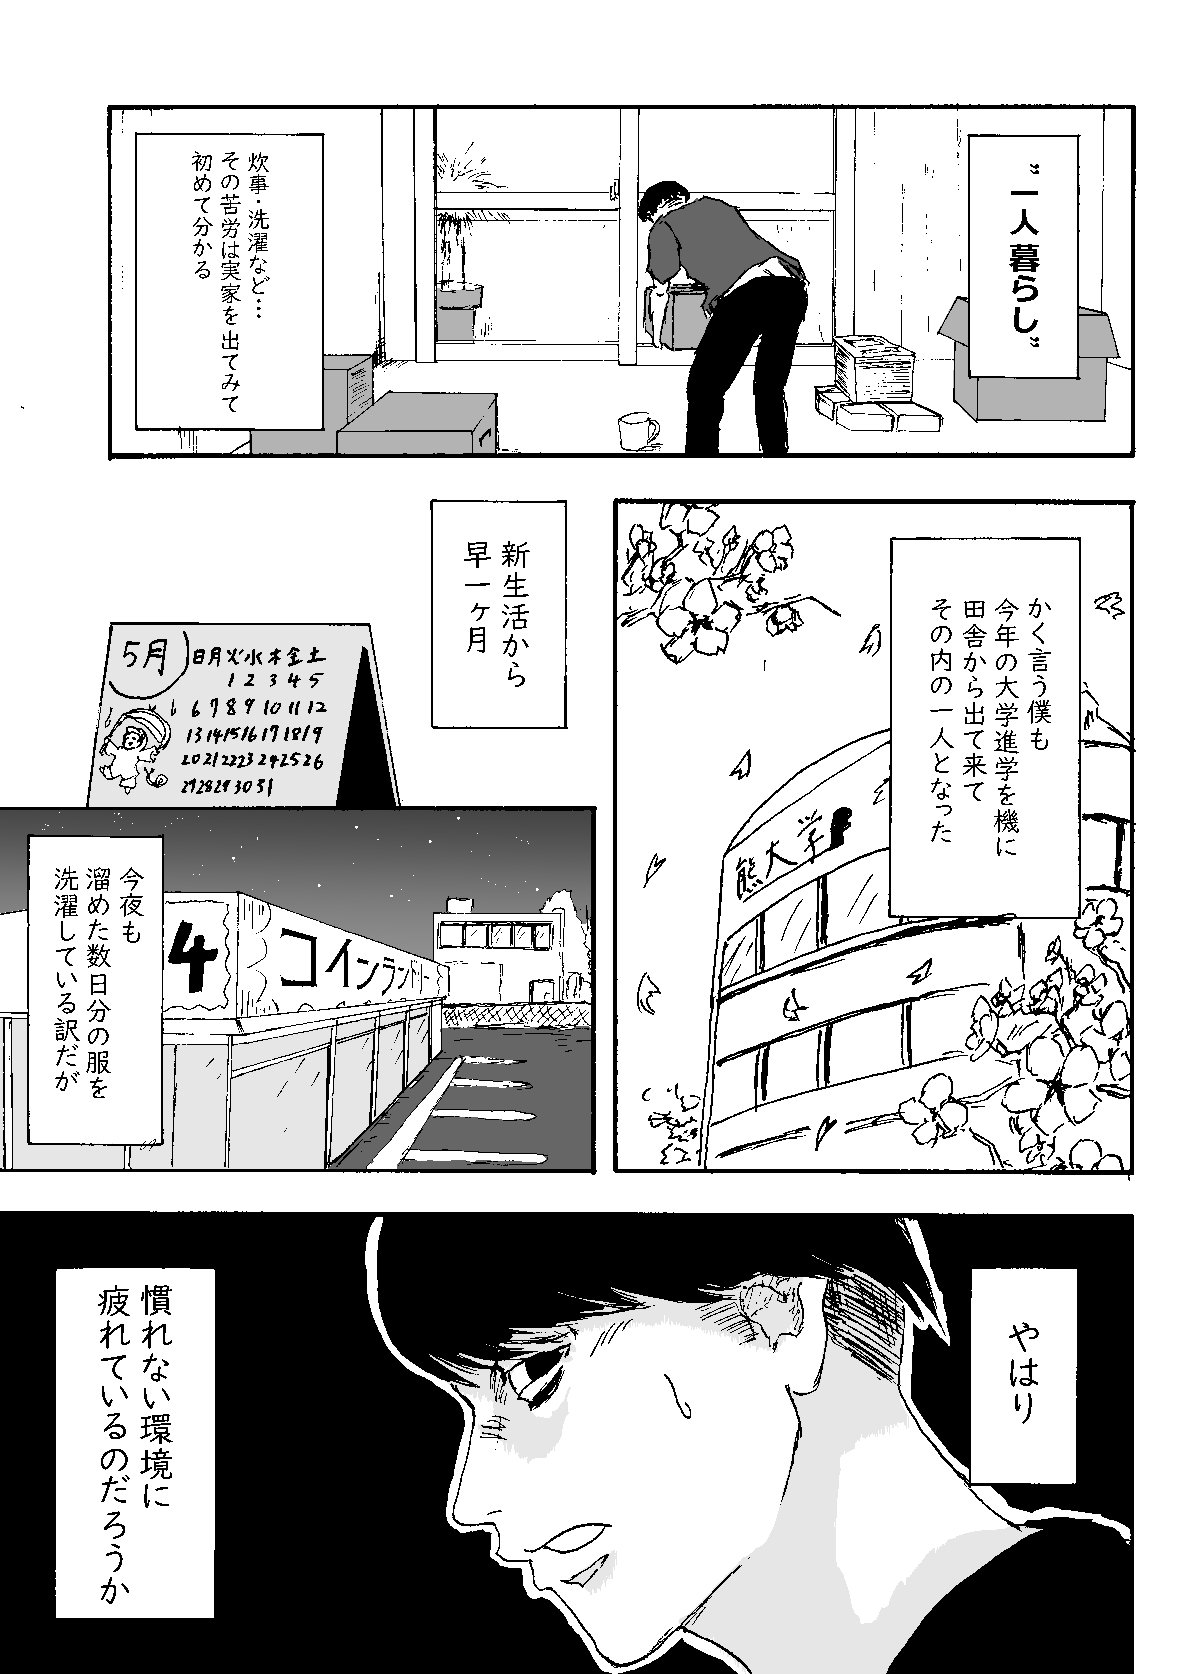 ”一人暮らし”
炊事・洗濯など…
その苦労は実家を出てみて
初めて分かる
かく言う僕も
今年の大学進学を機に
田舎から出て来て
その内の一人となった
熊大学
新生活から
早一ヶ月
5月
日月火水木金土
1 2 3 4 5
6 7 8 9 10 11 12
13 14 15 16 17 18 19
20 21 22 23 24 25 26
27 28 29 30 31
今夜も
溜めた数日分の服を
洗濯している訳だが
4
コインランドリー
やはり
慣れない環境に
疲れているのだろうか